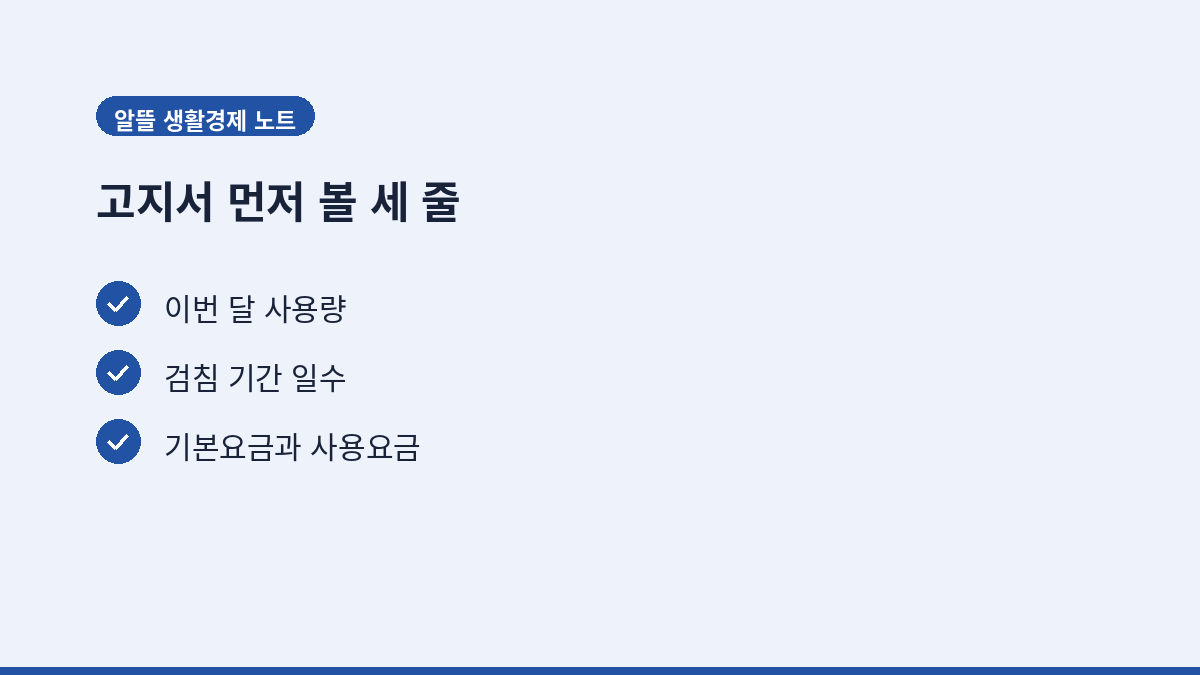 알뜰 생활경제 노트
고지서 먼저 볼 세 줄
이번 달 사용량
검침 기간 일수
기본요금과 사용요금